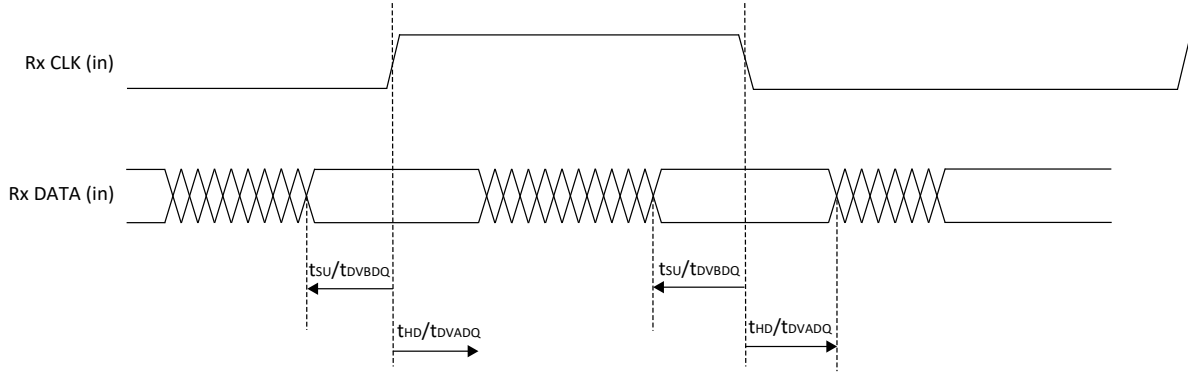 Rx CLK (in)
Rx DATA (in)
tSU/tDVBDQ
tSU/tDVBDQ
tHD/tDVADQ
tHD/tDVADQ